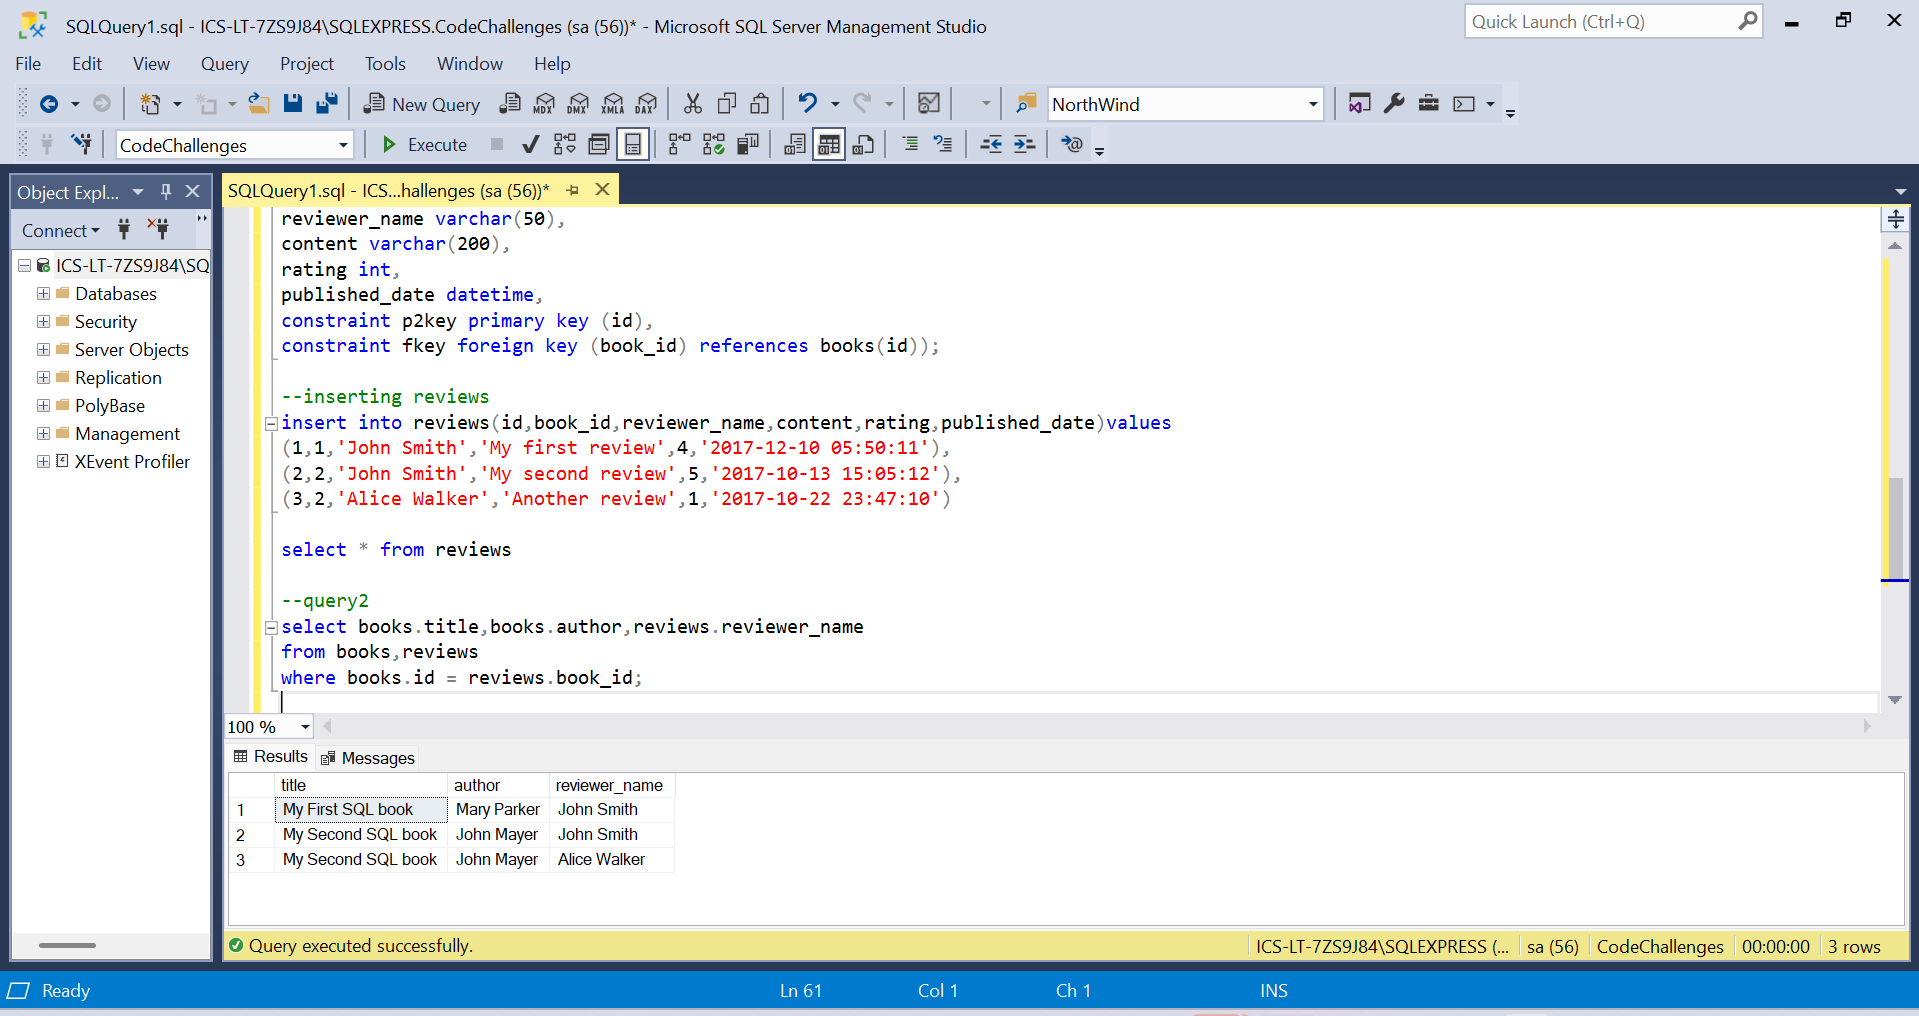 SQLQuery1.sql - ICS-LT-7ZS9J84\SQLEXPRESS.CodeChallenges (sa (56))* - Microsoft SQL Server Management Studio
Quick Launch (Ctrl+Q)
File Edit View Query Project Tools Window Help
New Query MDX DMX XMLA DAX NorthWind
CodeChallenges Execute
Object Expl...
SQLQuery1.sql - ICS...hallenges (sa (56))*
Connect
ICS-LT-7ZS9J84\SQ
Databases
Security
Server Objects
Replication
PolyBase
Management
XEvent Profiler
reviewer_name varchar(50),
content varchar(200),
rating int,
published_date datetime,
constraint p2key primary key (id),
constraint fkey foreign key (book_id) references books(id));
--inserting reviews
insert into reviews(id,book_id,reviewer_name,content,rating,published_date)values
(1,1,'John Smith','My first review',4,'2017-12-10 05:50:11'),
(2,2,'John Smith','My second review',5,'2017-10-13 15:05:12'),
(3,2,'Alice Walker','Another review',1,'2017-10-22 23:47:10')
select * from reviews
--query2
select books.title,books.author,reviews.reviewer_name
from books,reviews
where books.id = reviews.book_id;
100 %
Results Messages
title author reviewer_name
1 My First SQL book Mary Parker John Smith
2 My Second SQL book John Mayer John Smith
3 My Second SQL book John Mayer Alice Walker
Query executed successfully.
ICS-LT-7ZS9J84\SQLEXPRESS (... sa (56) CodeChallenges 00:00:00 3 rows
Ready Ln 61 Col 1 Ch 1 INS